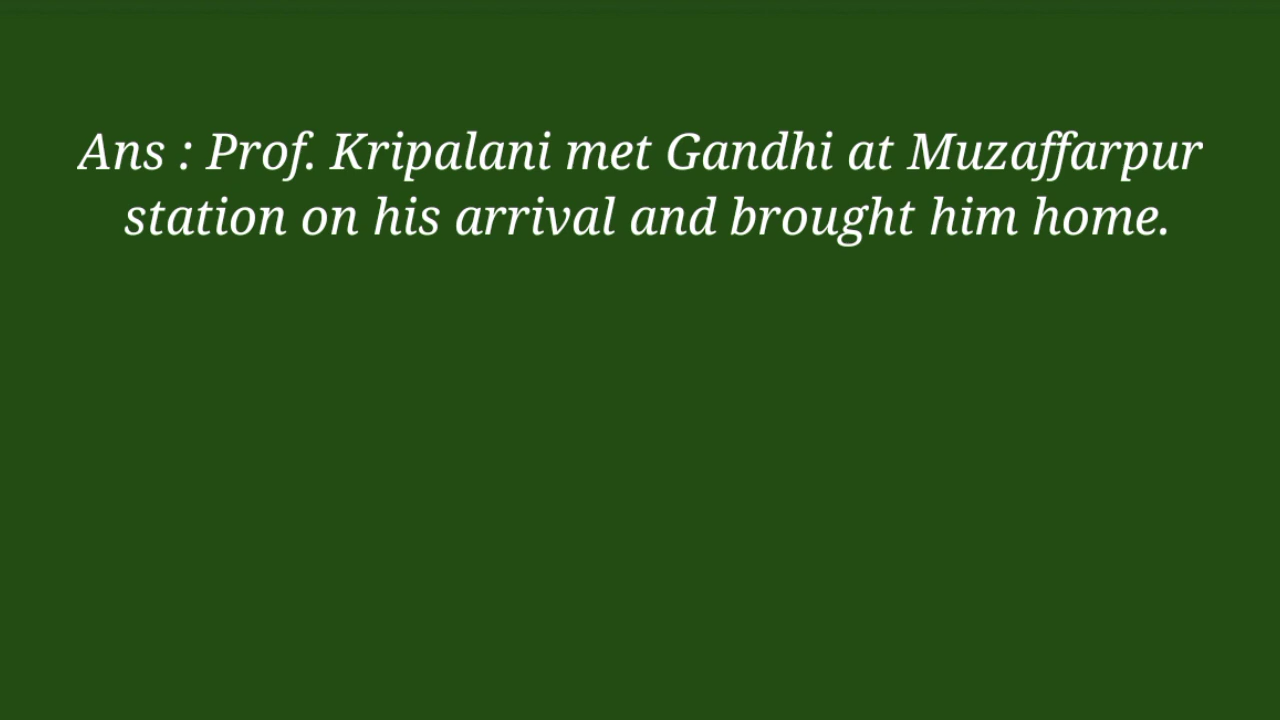 Ans : Prof. Kripalani met Gandhi at Muzaffarpur
station on his arrival and brought him home.